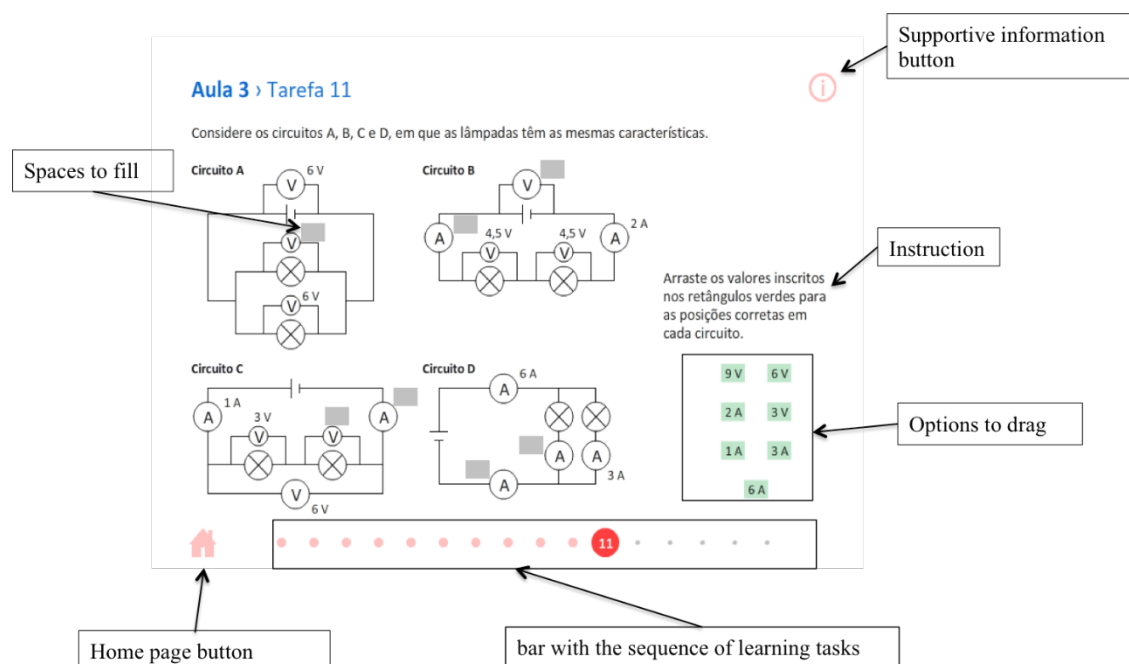 Supportive information
button
Aula 3 › Tarefa 11
i
Considere os circuitos A, B, C e D, em que as lâmpadas têm as mesmas características.
Spaces to fill
Circuito A
6 V
V
V
6 V
V
Circuito B
V
A
2 A
A
4,5 V
4,5 V
V
V
Instruction
Arraste os valores inscritos
nos retângulos verdes para
as posições corretas em
cada circuito.
Circuito C
1 A
A
A
3 V
V
V
V
6 V
Circuito D
6 A
A
A
A
A
3 A
9 V
6 V
2 A
3 V
1 A
3 A
6 A
Options to drag
11
Home page button
bar with the sequence of learning tasks